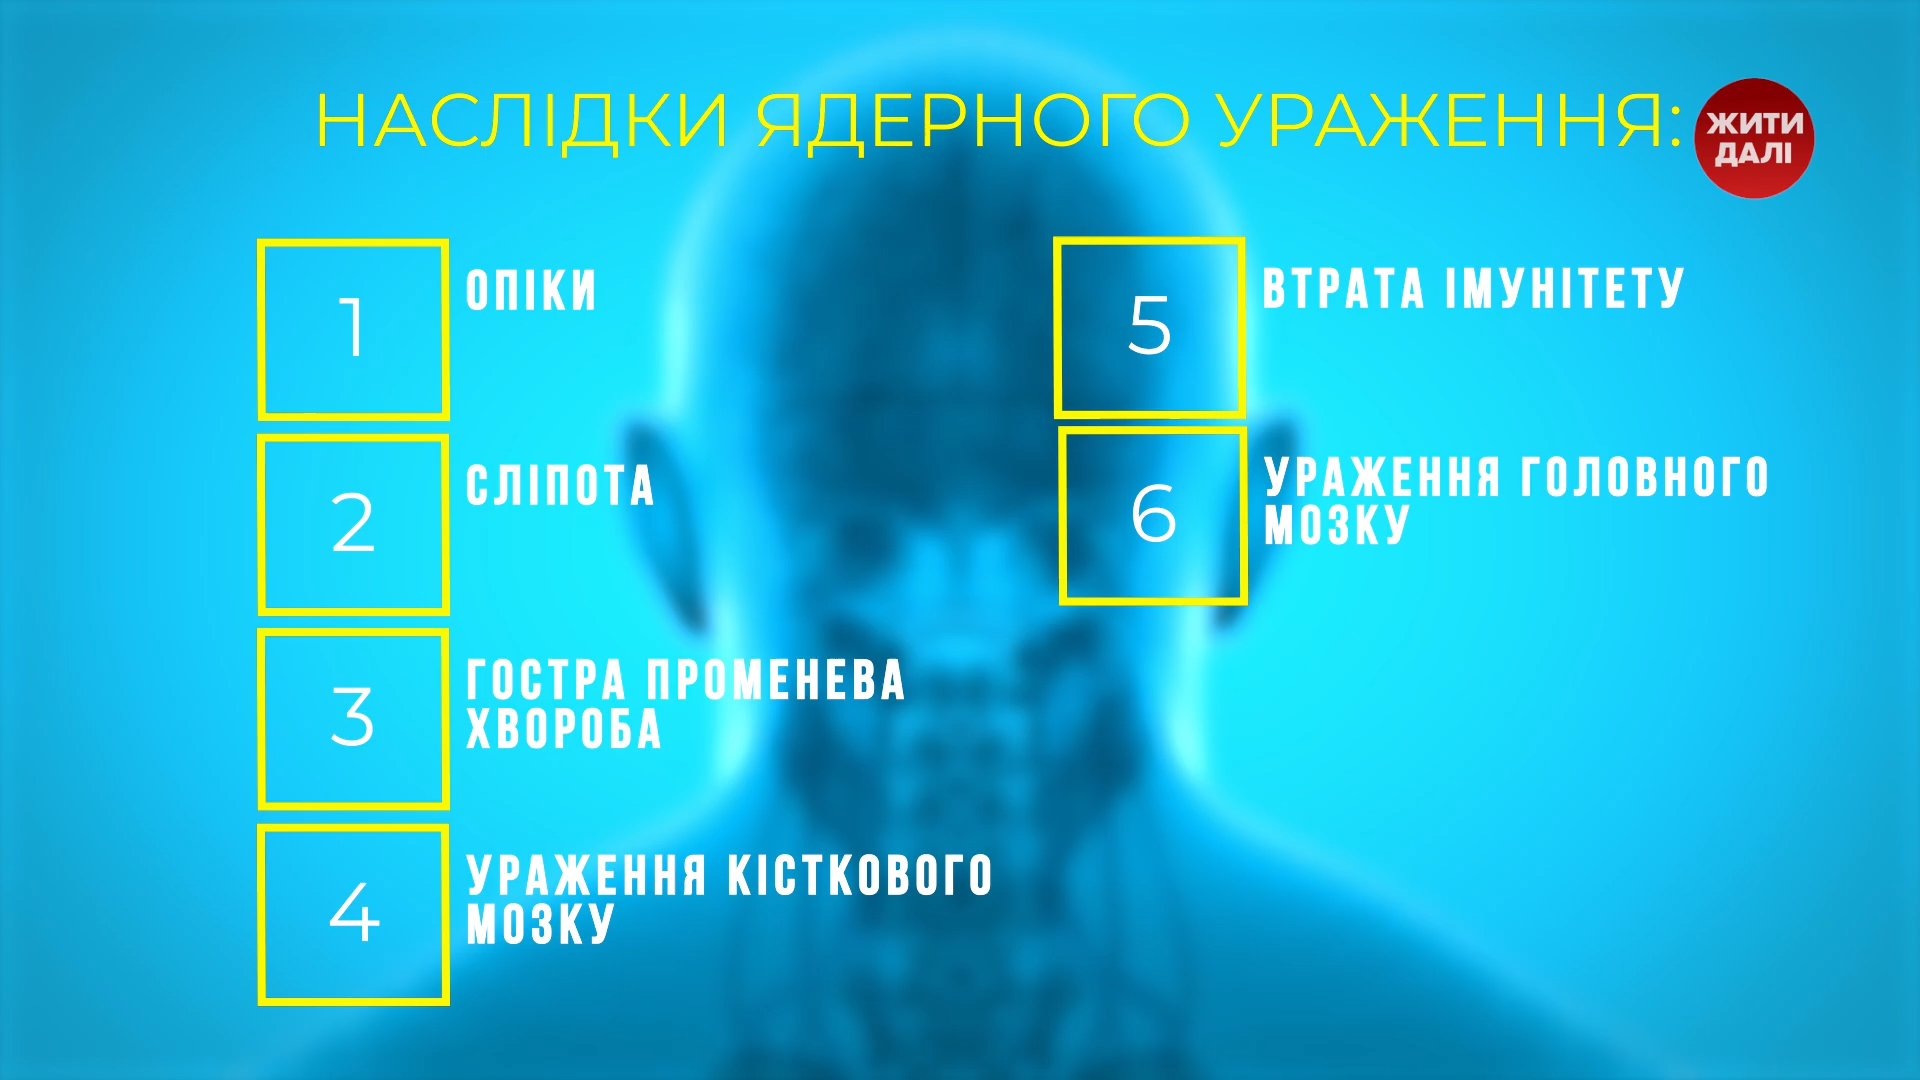 НАСЛІДКИ ЯДЕРНОГО УРАЖЕННЯ:
ЖИТИ
ДАЛІ
1
ОПІКИ
2
СЛІПОТА
3
ГОСТРА ПРОМЕНЕВА
ХВОРОБА
4
УРАЖЕННЯ КІСТКОВОГО
МОЗКУ
5
ВТРАТА ІМУНІТЕТУ
6
УРАЖЕННЯ ГОЛОВНОГО
МОЗКУ